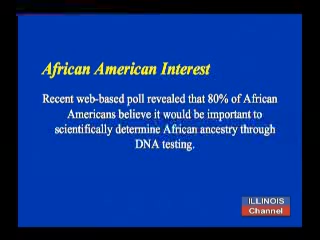 African American Interest
Recent web-based poll revealed that 80% of African
Americans believe it would be important to
scientifically determine African ancestry through
DNA testing.
ILLINOIS
Channel